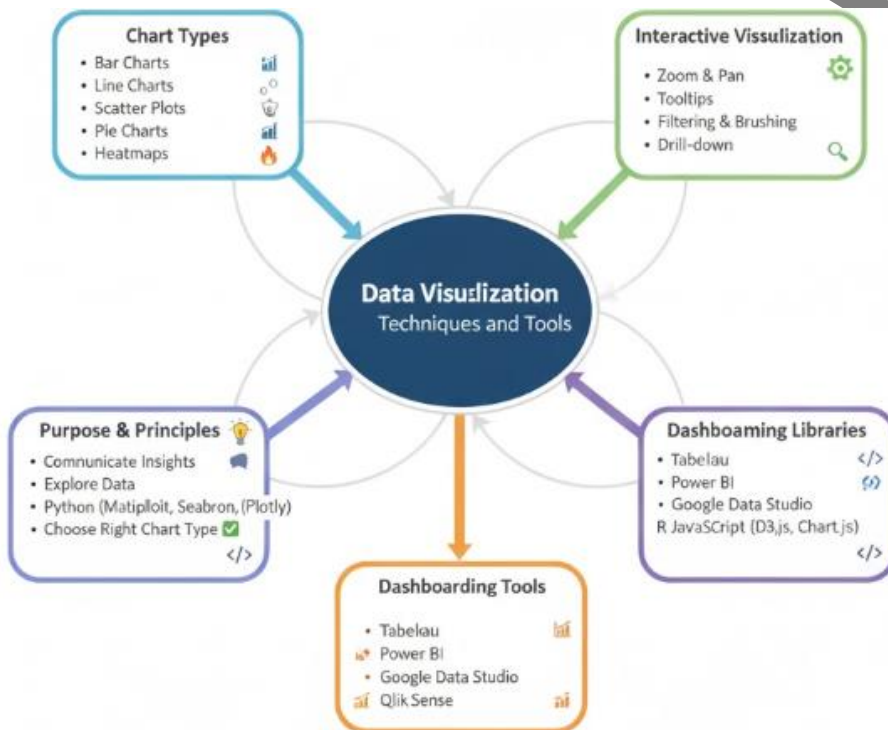 Chart Types
• Bar Charts
• Line Charts
• Scatter Plots
• Pie Charts
• Heatmaps
Interactive Vissulization
• Zoom & Pan
• Tooltips
• Filtering & Brushing
• Drill-down
Data Visuslization
Techniques and Tools
Purpose & Principles
• Comnunicate Insights
• Explore Data
• Python (Matiploit, Seabron, (Plotly)
• Choose Right Chart Type ✅
</>
Dashboaming Libraries
• Tabelau </>
• Power BI
• Google Data Studio
R JavaSCript (D3,js, Chart.js)
</>
Dashboarding Tools
• Tabelau
• Power BI
• Google Data Studio
• Qlik Sense